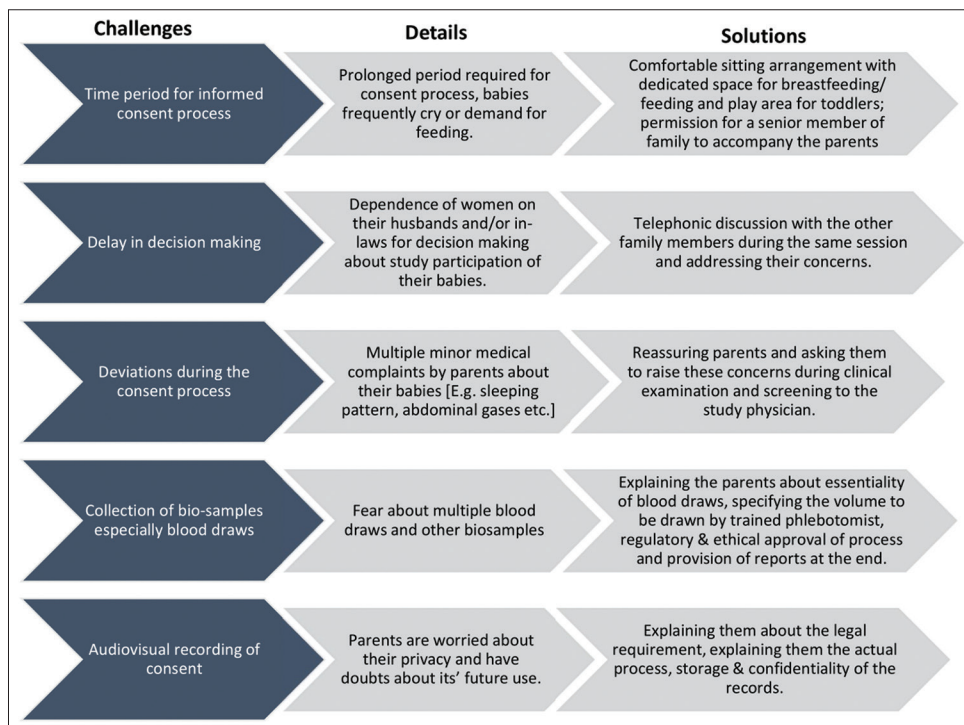 Challenges
Details
Solutions
Time period for informed
consent process
Prolonged period required for
consent process, babies
frequently cry or demand for
feeding.
Comfortable sitting arrangement with
dedicated space for breastfeeding/
feeding and play area for toddlers;
permission for a senior member of
family to accompany the parents
Delay in decision making
Dependence of women on
their husbands and/or in-
laws for decision making
about study participation of
their babies.
Telephonic discussion with the other
family members during the same session
and addressing their concerns.
Deviations during the
consent process
Multiple minor medical
complaints by parents about
their babies [E.g. sleeping
pattern, abdominal gases etc.]
Reassuring parents and asking them
to raise these concerns during clinical
examination and screening to the
study physician.
Collection of bio-samples
especially blood draws
Fear about multiple blood
draws and other biosamples
Explaining the parents about essentiality
of blood draws, specifying the volume to
be drawn by trained phlebotomist,
regulatory & ethical approval of process
and provision of reports at the end.
Audiovisual recording of
consent
Parents are worried about
their privacy and have
doubts about its' future use.
Explaining them about the legal
requirement, explaining them the actual
process, storage & confidentiality of the
records.